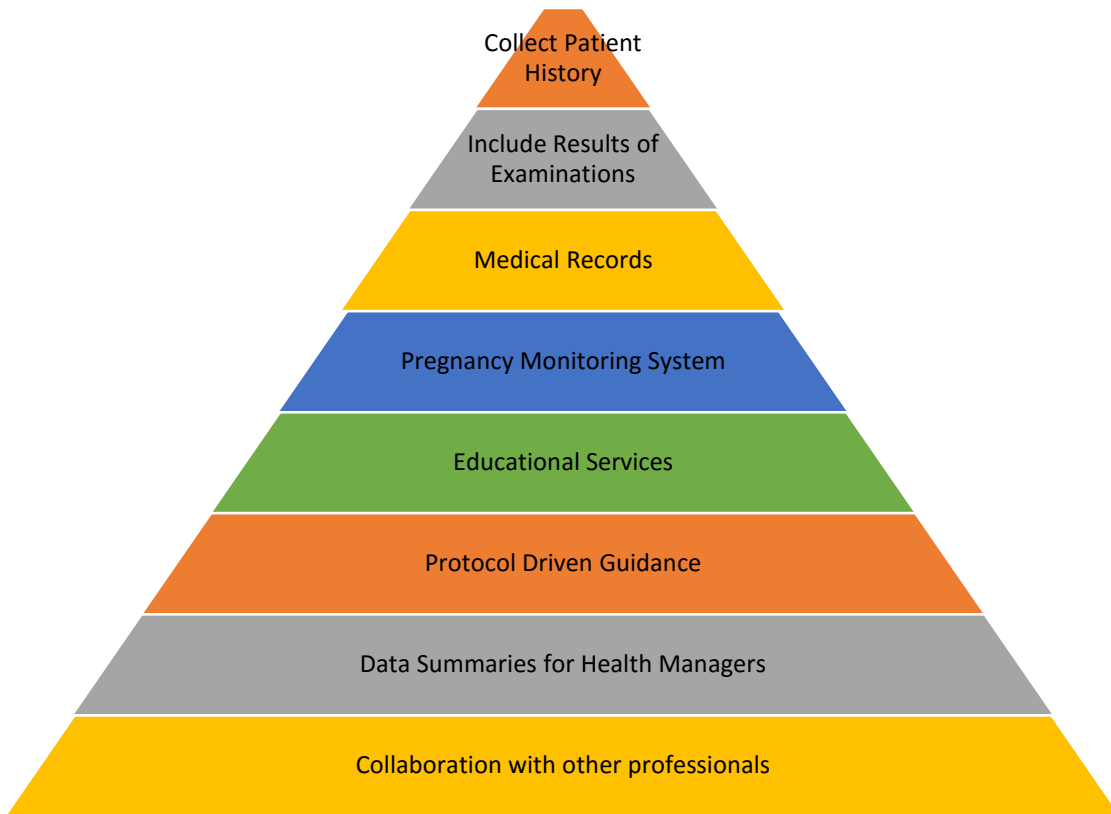 Collect Patient
History
Include Results of
Examinations
Medical Records
Pregnancy Monitoring System
Educational Services
Protocol Driven Guidance
Data Summaries for Health Managers
Collaboration with other professionals